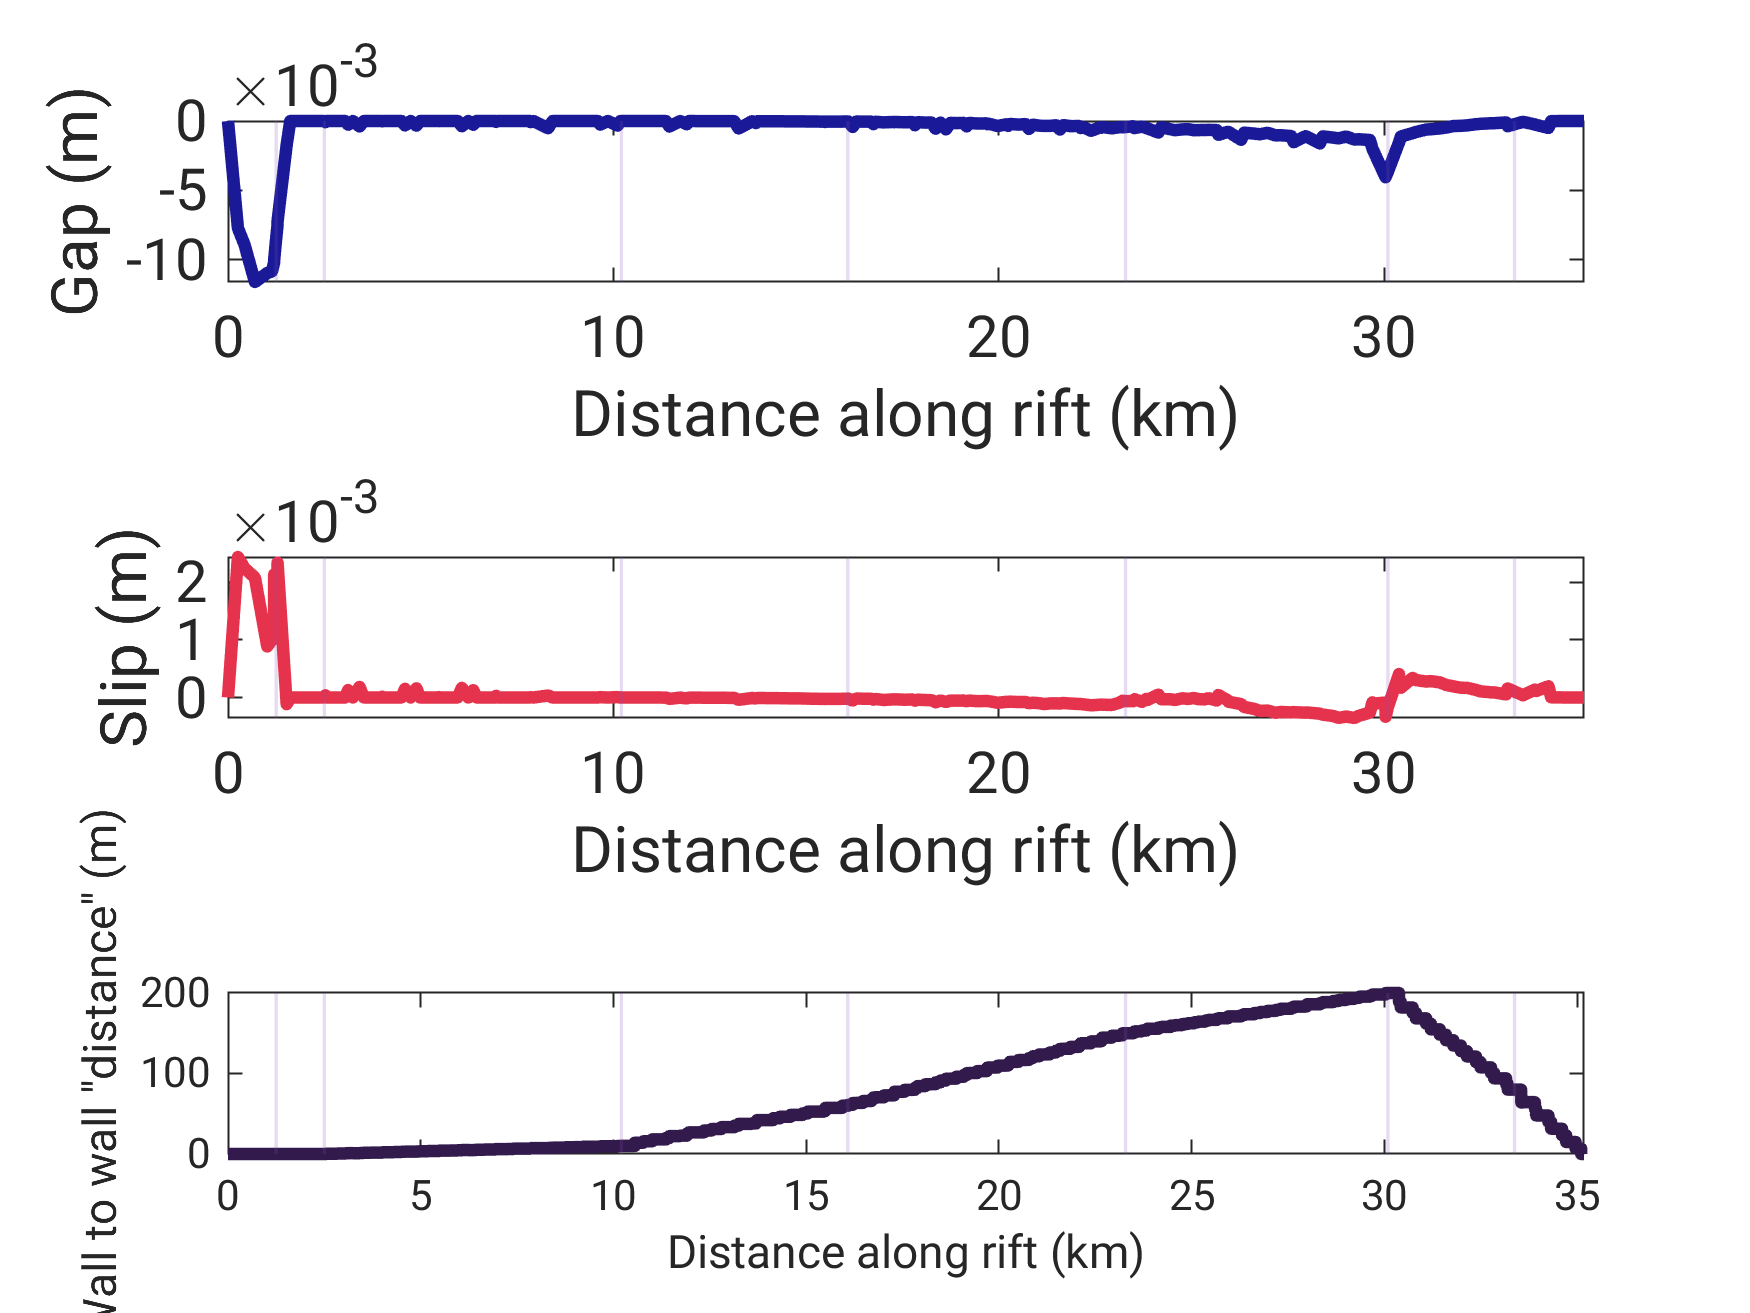 ×10-3
Gap (m)
0
-5
-10
0 10 20 30
Distance along rift (km)
×10-3
Slip (m)
2
1
0
0 10 20 30
Distance along rift (km)
to wall "distance" (m)
200
100
0
0 5 10 15 20 25 30 35
Distance along rift (km)